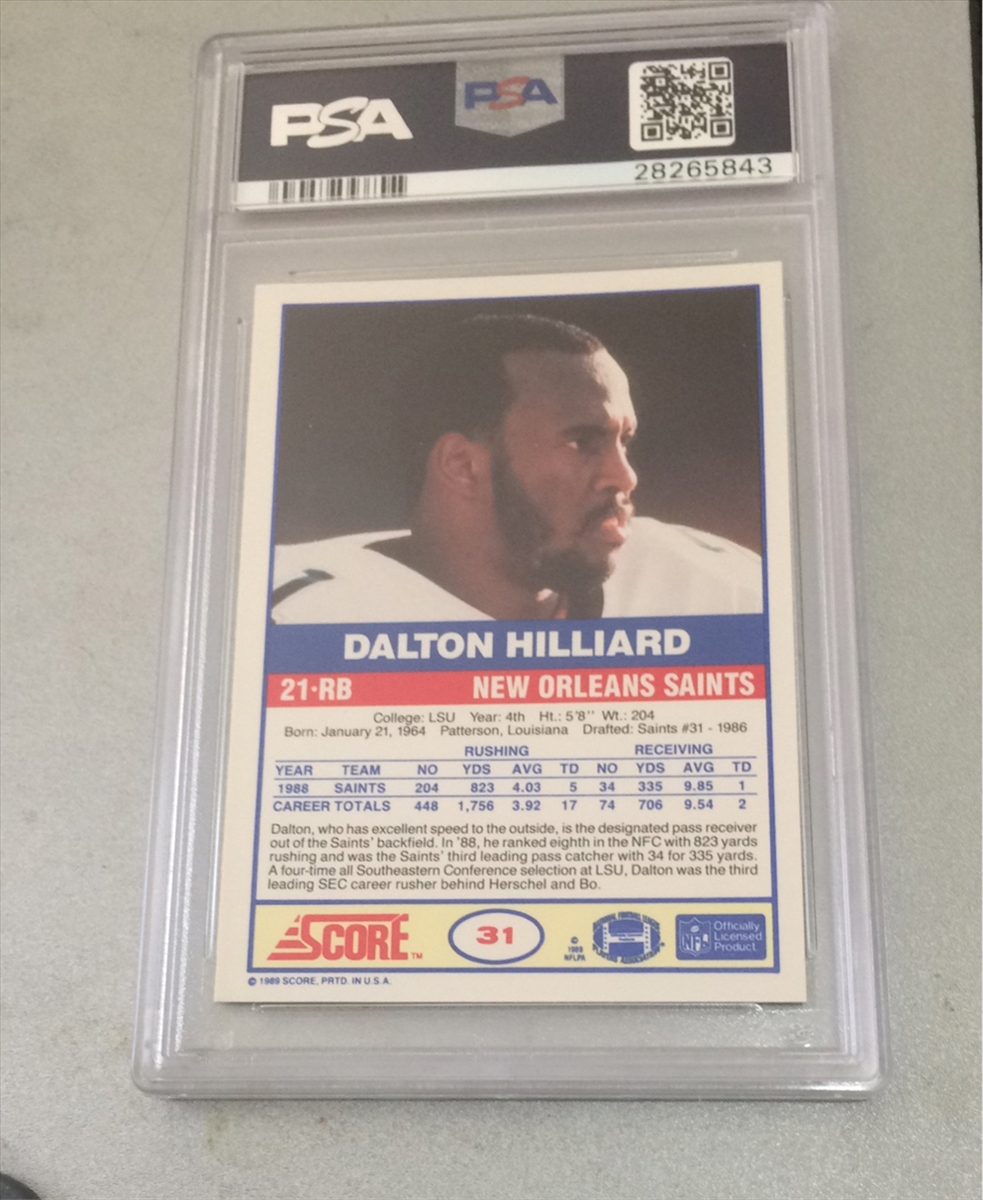 PSA
PSA
28265843
DALTON HILLIARD
21·RB NEW ORLEANS SAINTS
College: LSU Year: 4th Ht.: 5'8'' Wt.: 204
Born: January 21, 1964 Patterson, Louisiana Drafted: Saints #31 - 1986
RUSHING RECEIVING
YEAR TEAM NO YDS AVG TD NO YDS AVG TD
1988 SAINTS 204 823 4.03 5 34 335 9.85 1
CAREER TOTALS 448 1,756 3.92 17 74 706 9.54 2
Dalton, who has excellent speed to the outside, is the designated pass receiver
out of the Saints' backfield. In '88, he ranked eighth in the NFC with 823 yards
rushing and was the Saints' third leading pass catcher with 34 for 335 yards.
A four-time all Southeastern Conference selection at LSU, Dalton was the third
leading SEC career rusher behind Herschel and Bo.
SCORE™
31
©
1989
NFLPA
NFL
Officially
Licensed
Product
© 1989 SCORE, PRTD. IN U.S.A.